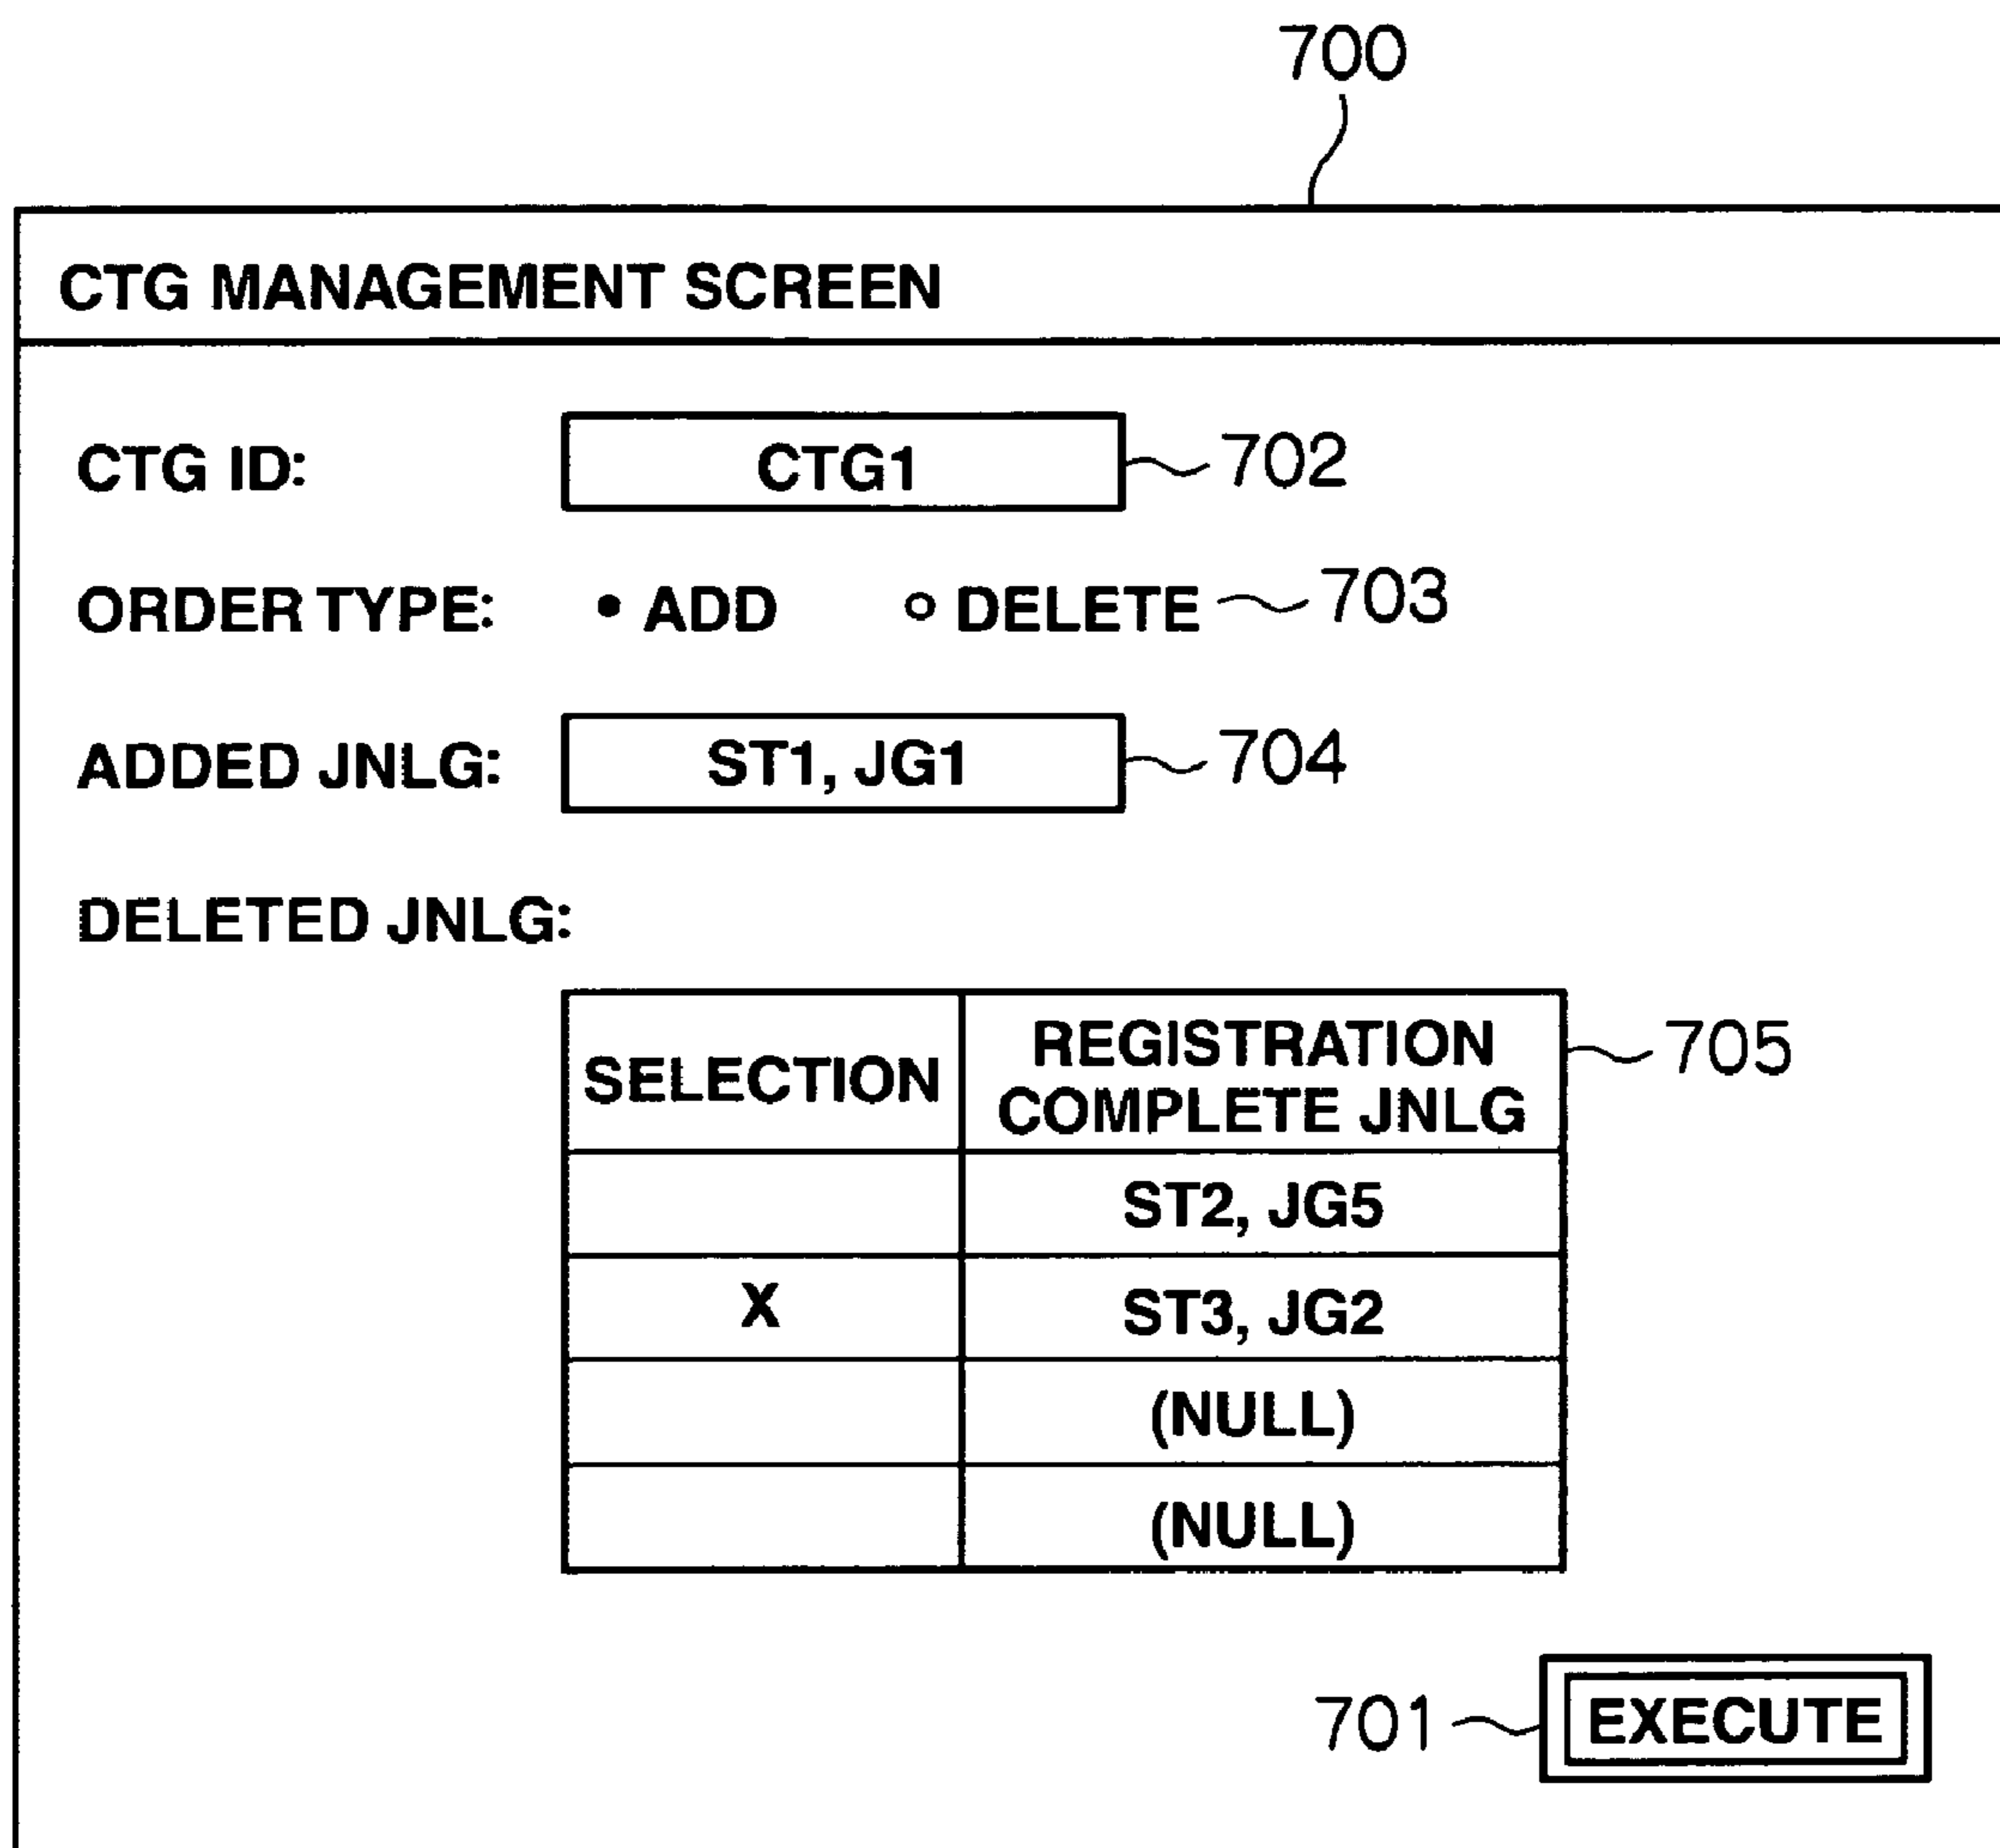 700
CTG MANAGEMENT SCREEN
CTG ID: CTG1 702
ORDER TYPE: ● ADD ○ DELETE 703
ADDED JNLG: ST1, JG1 704
DELETED JNLG:
SELECTION REGISTRATION COMPLETE JNLG 705
ST2, JG5
X ST3, JG2
(NULL)
(NULL)
701 EXECUTE